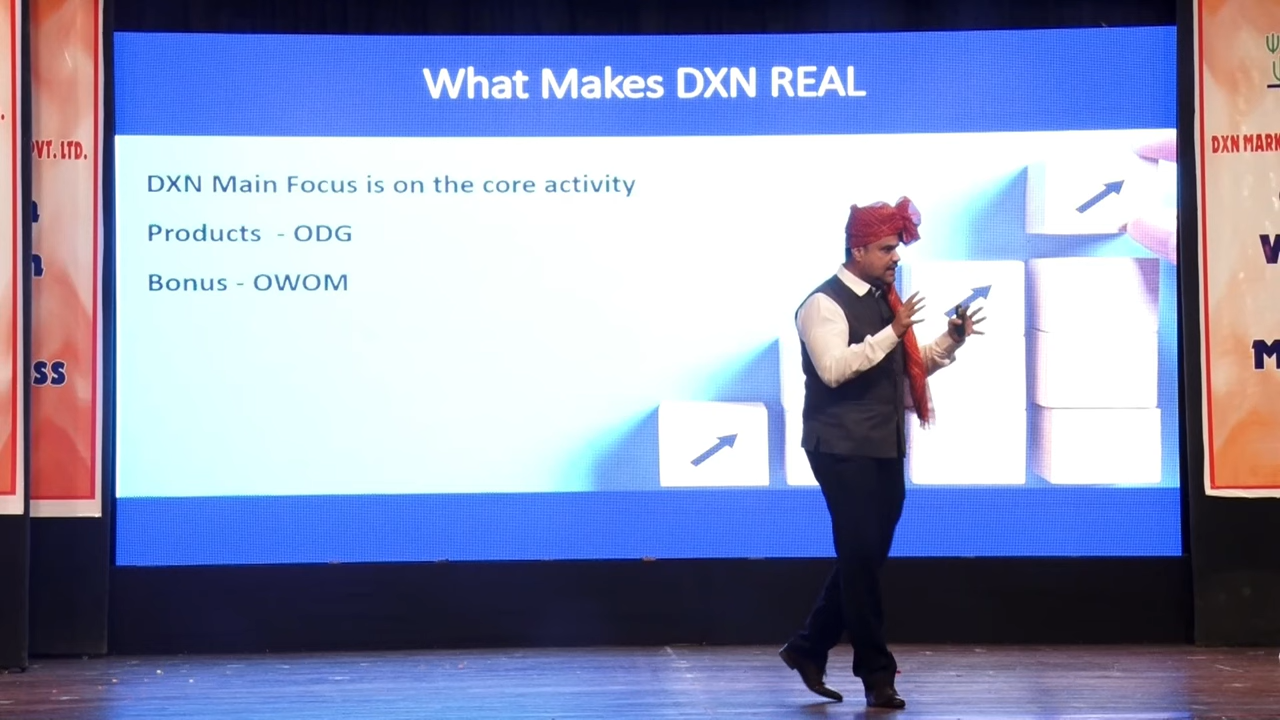 What Makes DXN REAL
DXN Main Focus is on the core activity
Products - ODG
Bonus - OWOM
PVT. LTD.
SS
DXN MARK
W
M